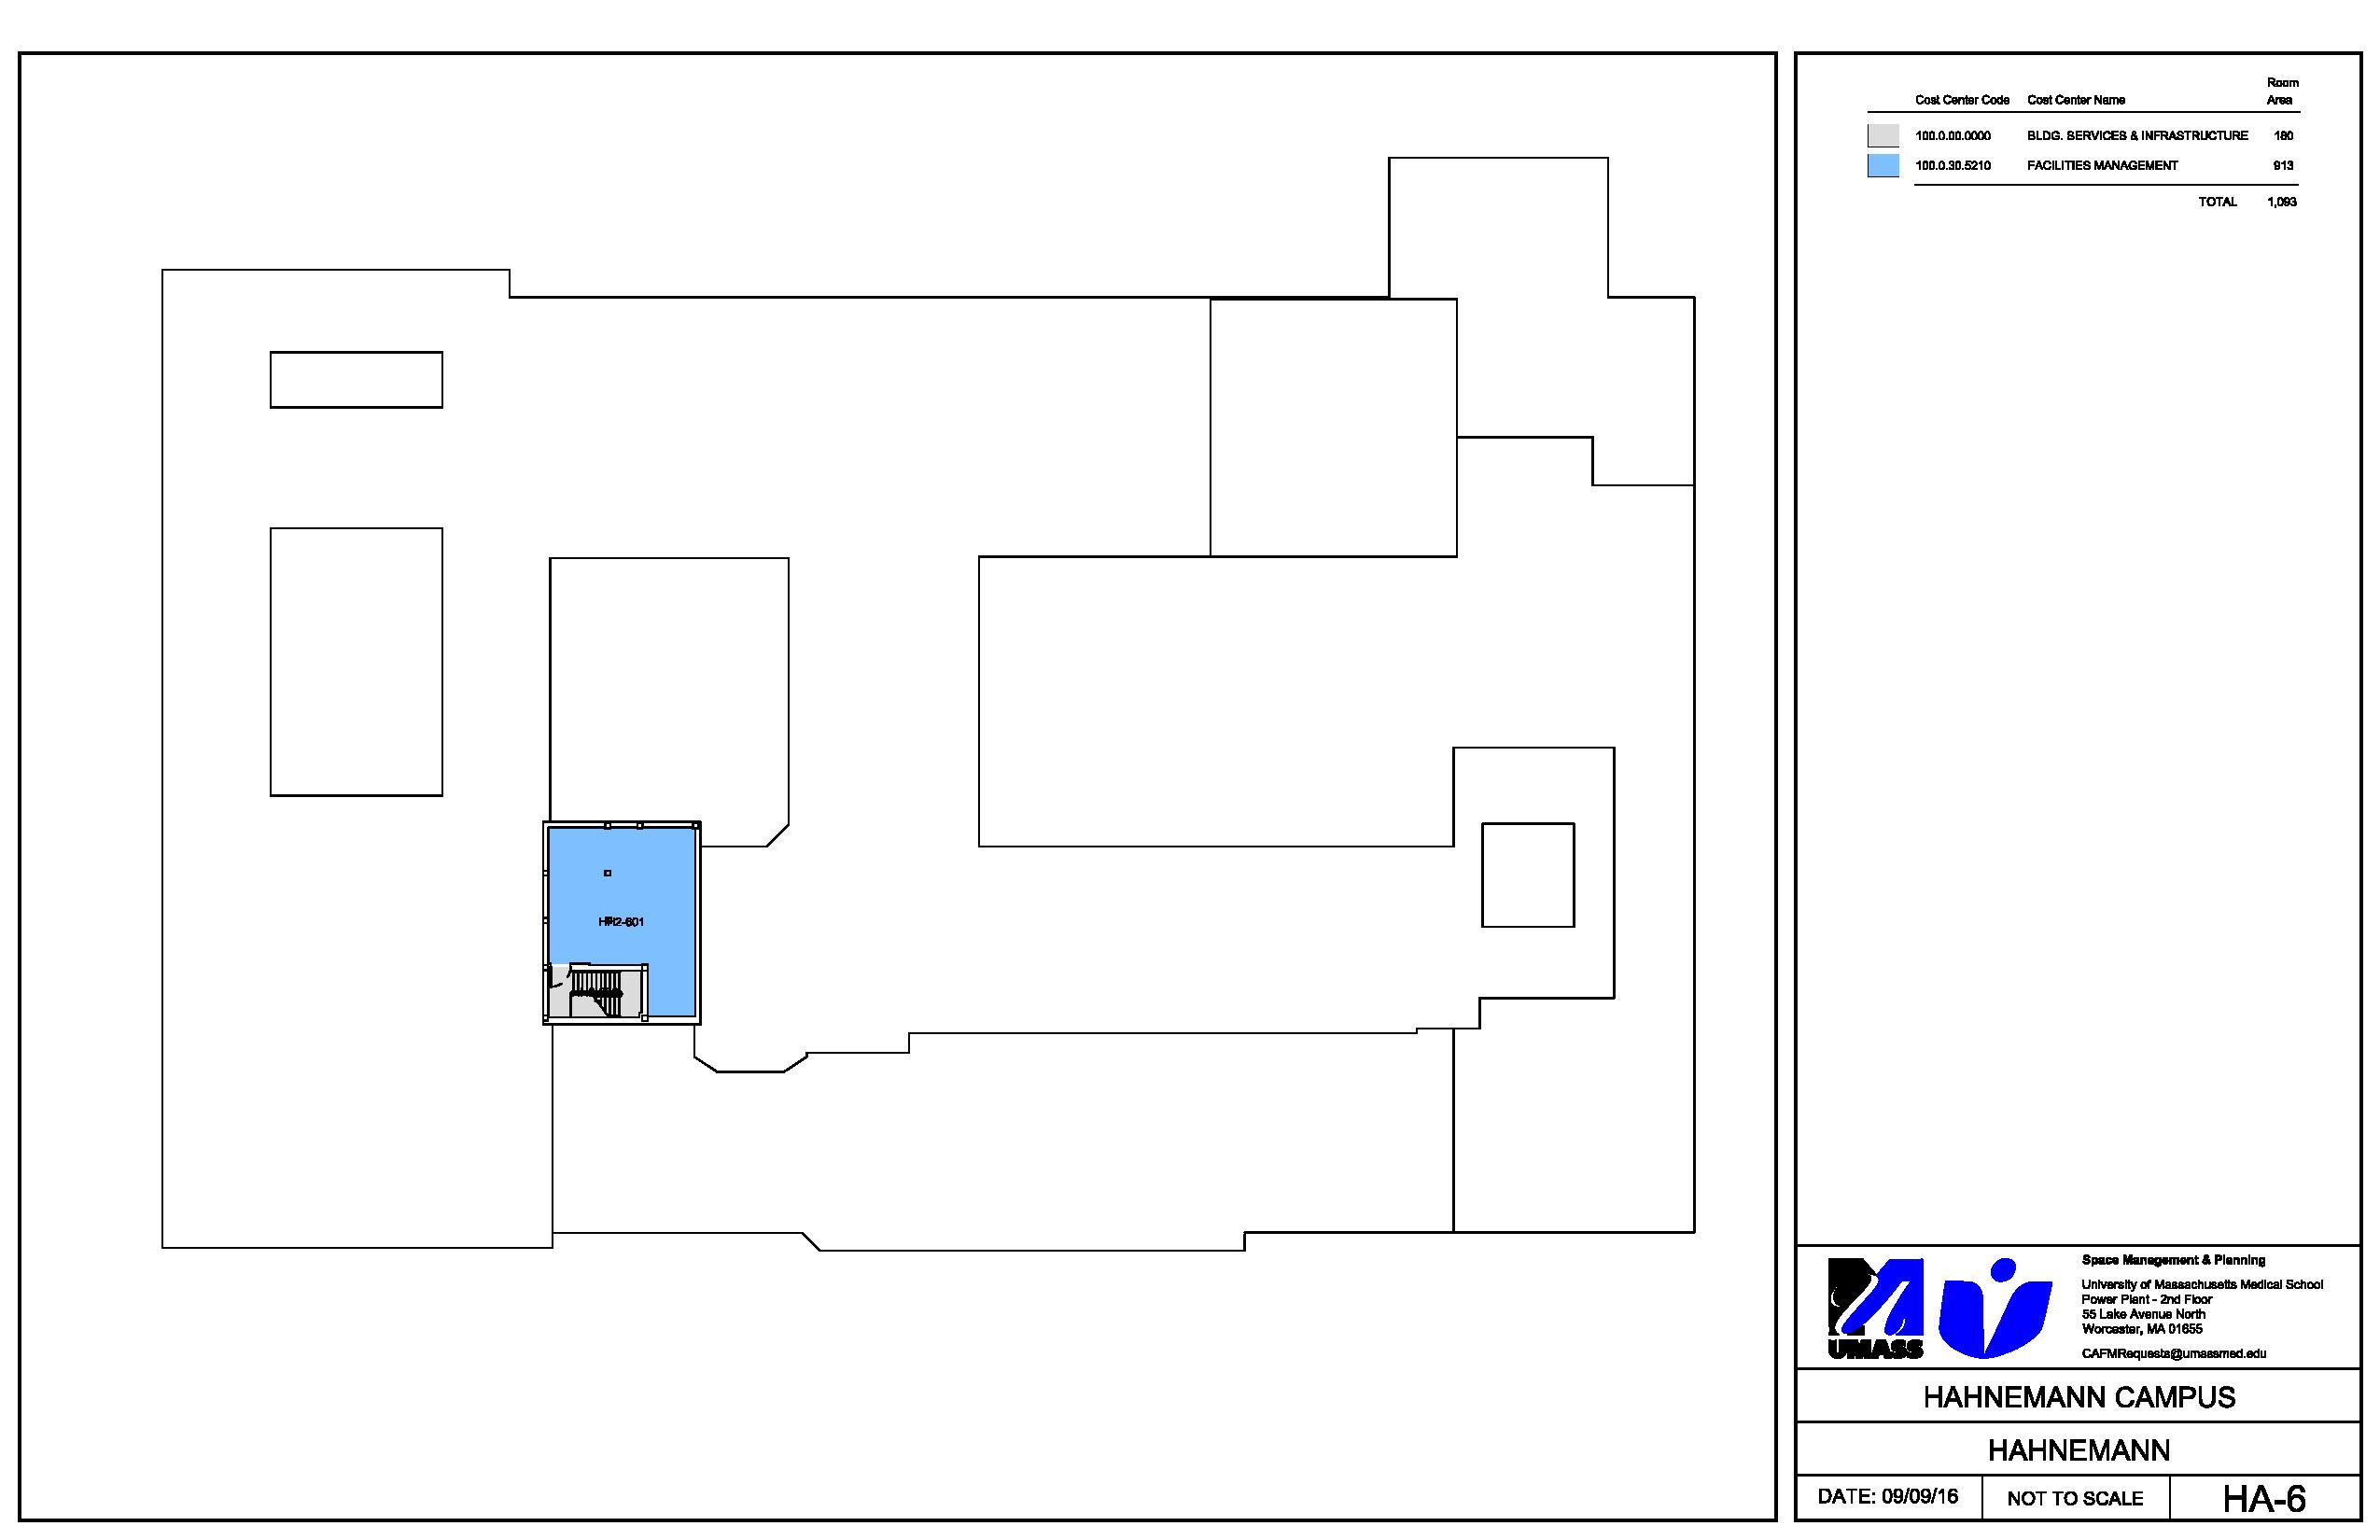 Room
Cost Center Code Cost Center Name Area
100.0.00.0000 BLDG. SERVICES & INFRASTRUCTURE 180
100.0.30.5210 FACILITIES MANAGEMENT 913
TOTAL 1,093
Space Management & Planning
University of Massachusetts Medical School
Power Plant - 2nd Floor
55 Lake Avenue North
Worcester, MA 01655
CAFMRequests@umassmed.edu
UMASS
HAHNEMANN CAMPUS
HAHNEMANN
DATE: 09/09/16 NOT TO SCALE HA-6